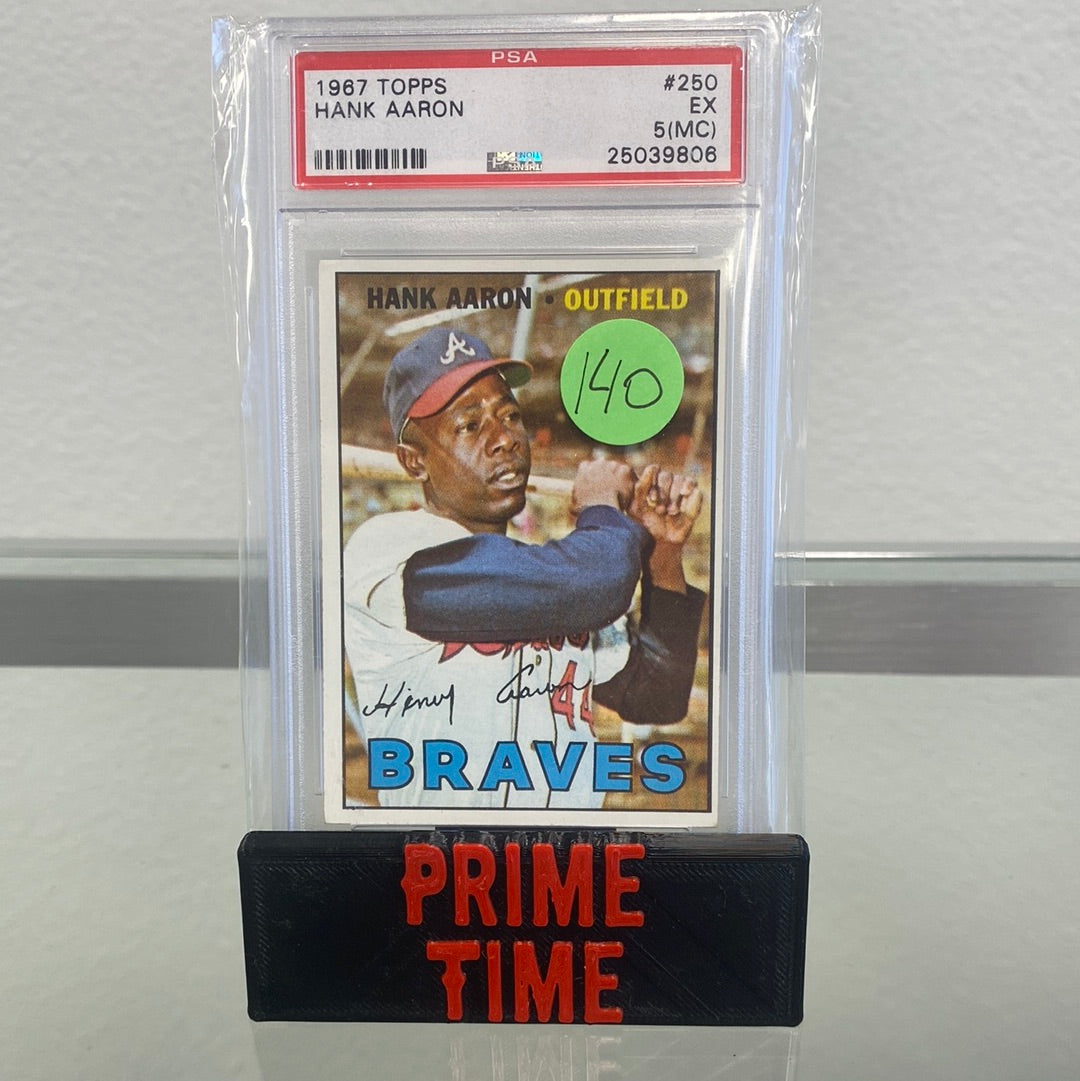 PSA
1967 TOPPS #250
HANK AARON EX
5(MC)
25039806
HANK AARON • OUTFIELD
A
140
Henry Aaron
44
BRAVES
PRIME
TIME